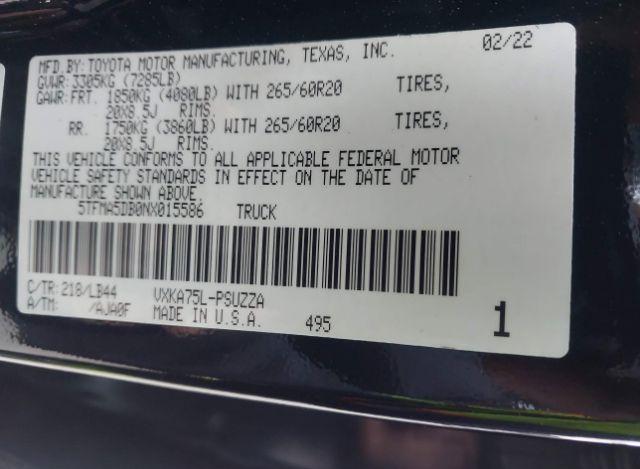 MFD BY: TOYOTA MOTOR MANUFACTURING, TEXAS, INC. 02/22
GVWR: 3305KG (7285LB)
GAWR: FRT. 1850KG (4080LB) WITH 265/60R20 TIRES,
20X8.5J RIMS.
RR. 1750KG (3860LB) WITH 265/60R20 TIRES,
20X8.5J RIMS.
THIS VEHICLE CONFORMS TO ALL APPLICABLE FEDERAL MOTOR
VEHICLE SAFETY STANDARDS IN EFFECT ON THE DATE OF
MANUFACTURE SHOWN ABOVE.
5TFMA5DB0NX015586 TRUCK
C/TR: 218/LB44 VXKA75L-PSUZZA
A/TM: /AJA0F MADE IN U.S.A. 495 1